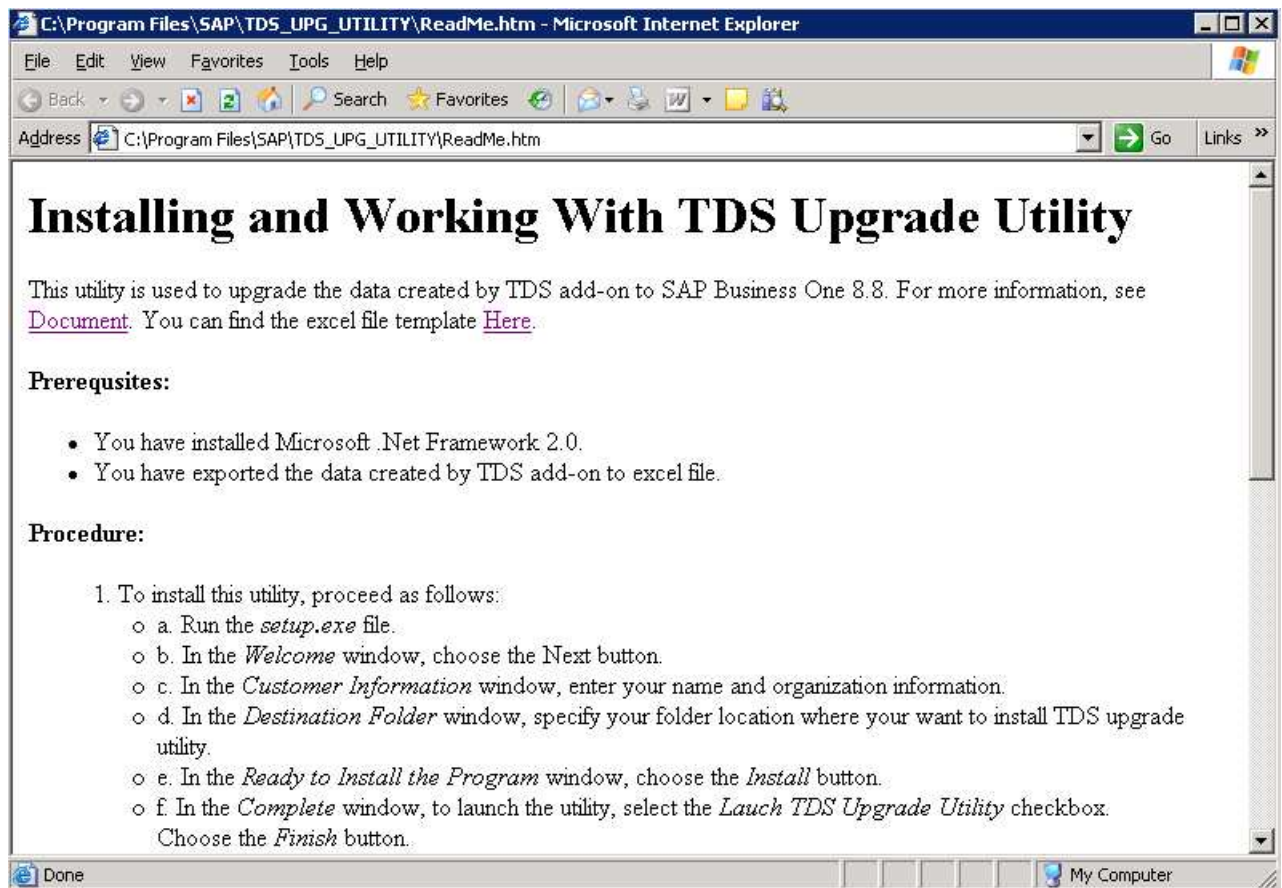 C:\Program Files\SAP\TDS_UPG_UTILITY\ReadMe.htm - Microsoft Internet Explorer
File Edit View Favorites Tools Help
Back Search Favorites
Address C:\Program Files\SAP\TDS_UPG_UTILITY\ReadMe.htm Go Links »
Installing and Working With TDS Upgrade Utility
This utility is used to upgrade the data created by TDS add-on to SAP Business One 8.8. For more information, see
Document. You can find the excel file template Here.
Prerequsites:
• You have installed Microsoft .Net Framework 2.0.
• You have exported the data created by TDS add-on to excel file.
Procedure:
1. To install this utility, proceed as follows:
o a. Run the setup.exe file.
o b. In the Welcome window, choose the Next button.
o c. In the Customer Information window, enter your name and organization information.
o d. In the Destination Folder window, specify your folder location where your want to install TDS upgrade
utility.
o e. In the Ready to Install the Program window, choose the Install button.
o f. In the Complete window, to launch the utility, select the Lauch TDS Upgrade Utility checkbox.
Choose the Finish button.
Done My Computer